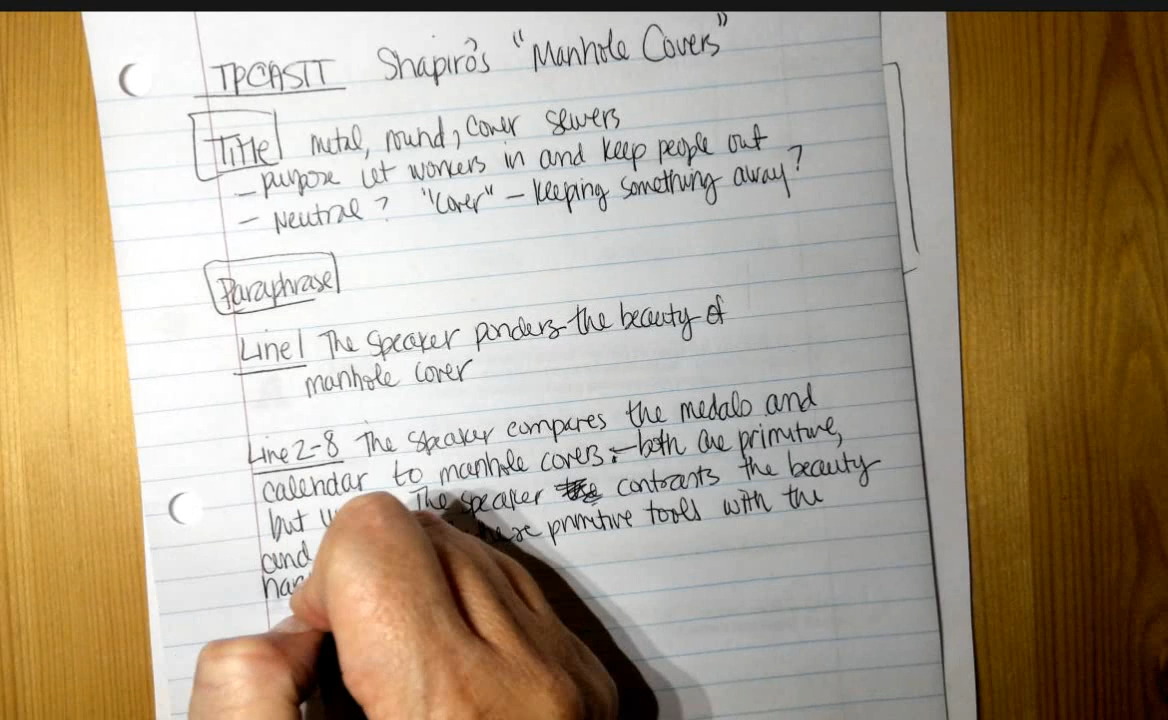 TPCASTT Shapiro's "Manhole Covers"
Title metal, round, cover sewers
- purpose let workers in and keep people out
- Neutral? "Cover" - keeping something away?
Paraphrase
Line 1 The speaker ponders the beauty of
manhole cover
Line 2-8 The speaker compares the medals and
calendar to manhole covers: - both are primitive,
but The speaker contrasts the beauty
and these primitive tools with the